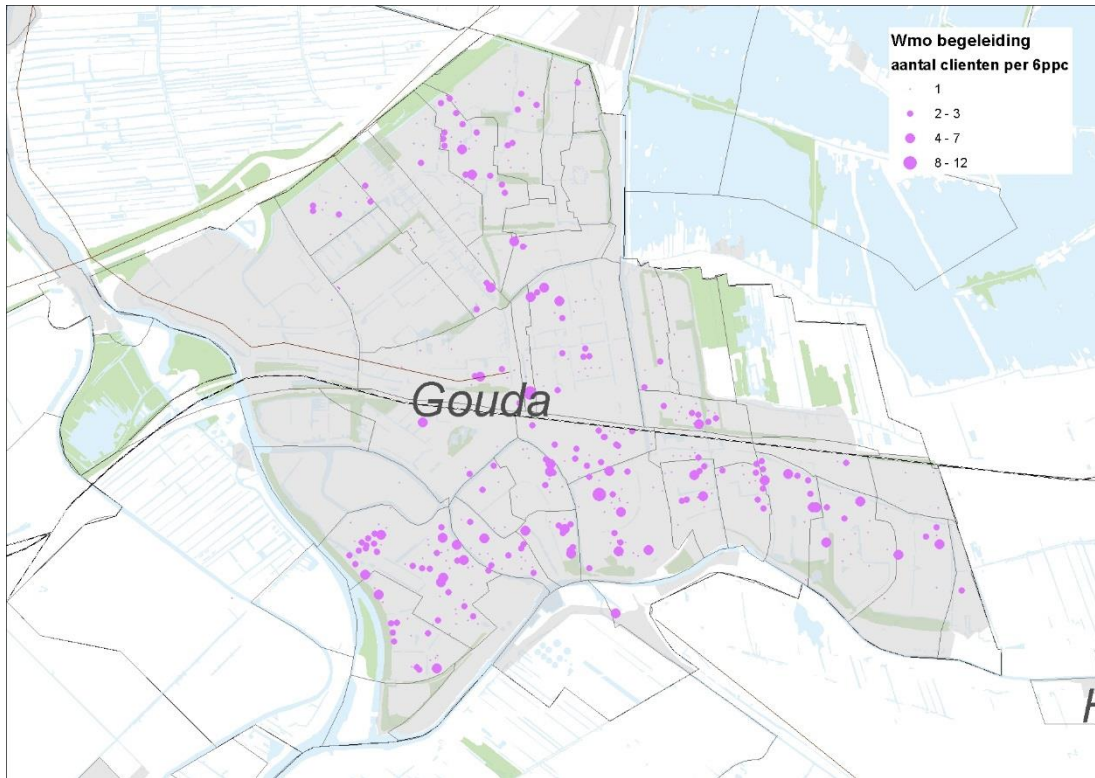 Wmo begeleiding
aantal clienten per 6ppc
1
2 - 3
4 - 7
8 - 12
Gouda